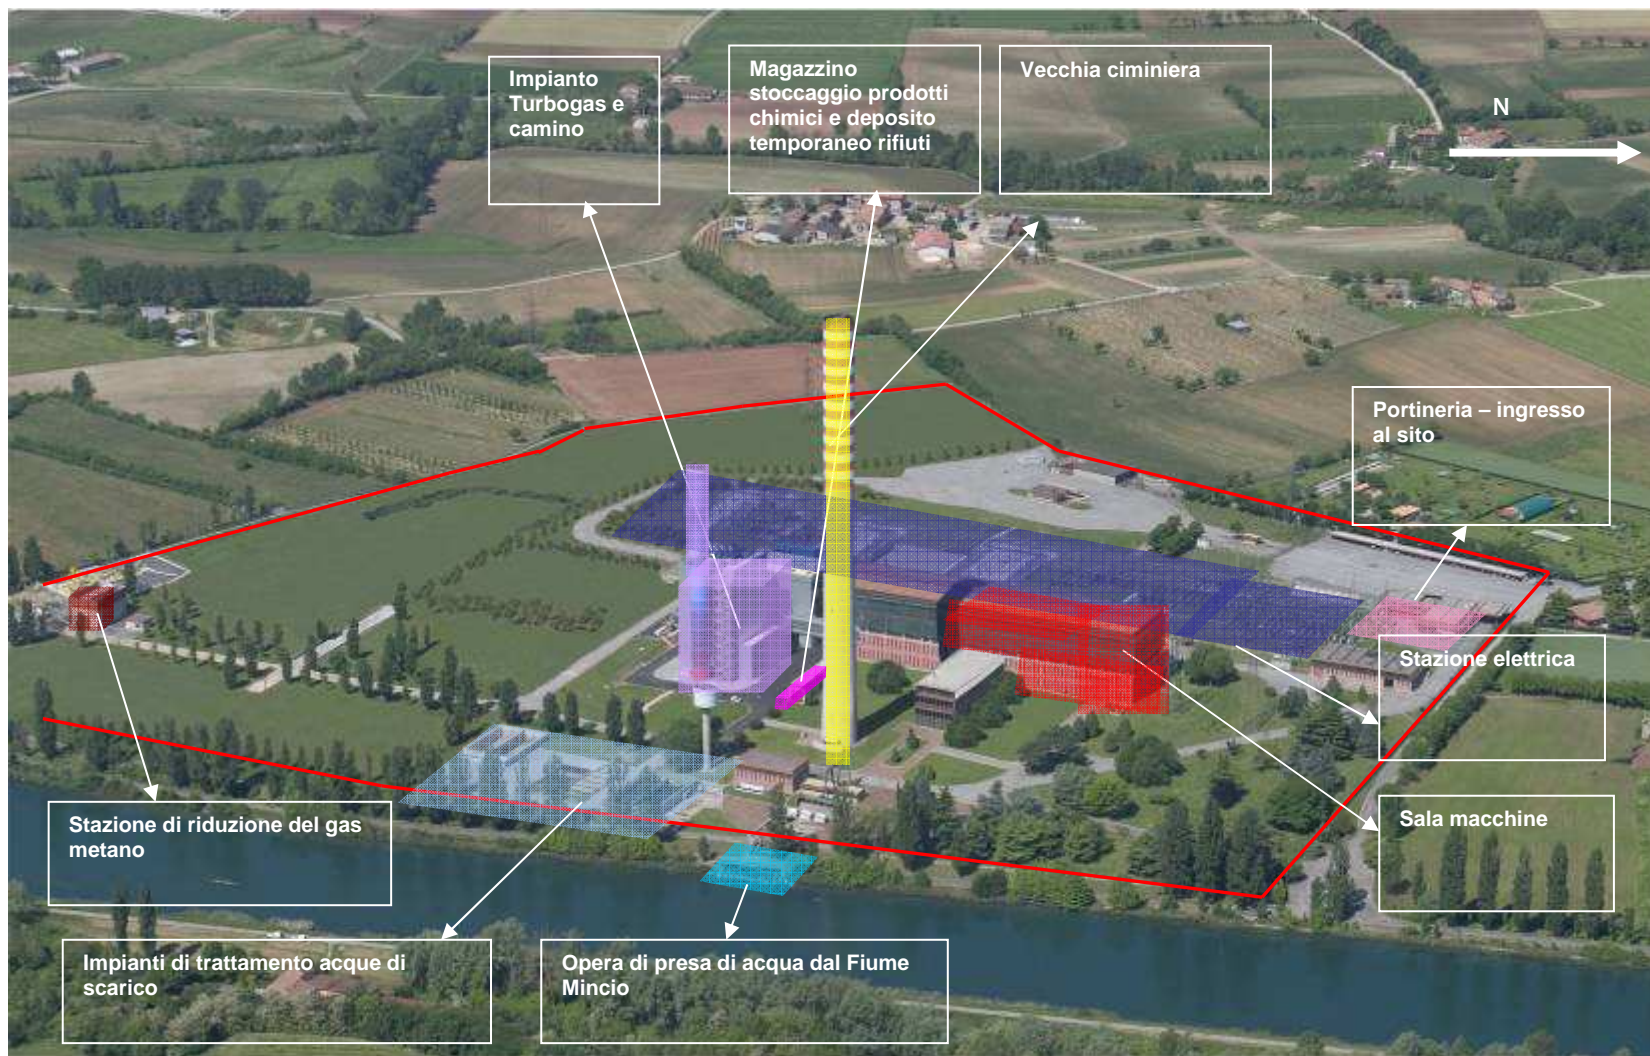 Impianto
Turbogas e
camino
Magazzino
stoccaggio prodotti
chimici e deposito
temporaneo rifiuti
Vecchia ciminiera
N
Portineria – ingresso
al sito
Stazione elettrica
Sala macchine
Stazione di riduzione del gas
metano
Impianti di trattamento acque di
scarico
Opera di presa di acqua dal Fiume
Mincio